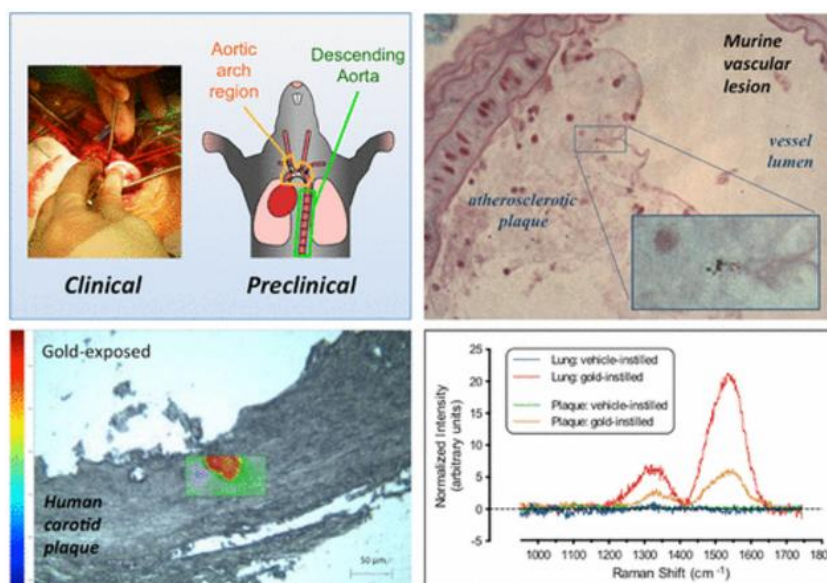 Aortic
arch
region
Descending
Aorta
Clinical
Preclinical
Murine
vascular
lesion
vessel
lumen
atherosclerotic
plaque
Gold-exposed
Human
carotid
plaque
50 μm
Lung: vehicle-instilled
Lung: gold-instilled
Plaque: vehicle-instilled
Plaque: gold-instilled
Normalized Intensity
(arbitrary units)
25
20
15
10
5
0
-5
1000 1100 1200 1300 1400 1500 1600 1700 180
Raman Shift (cm⁻¹)